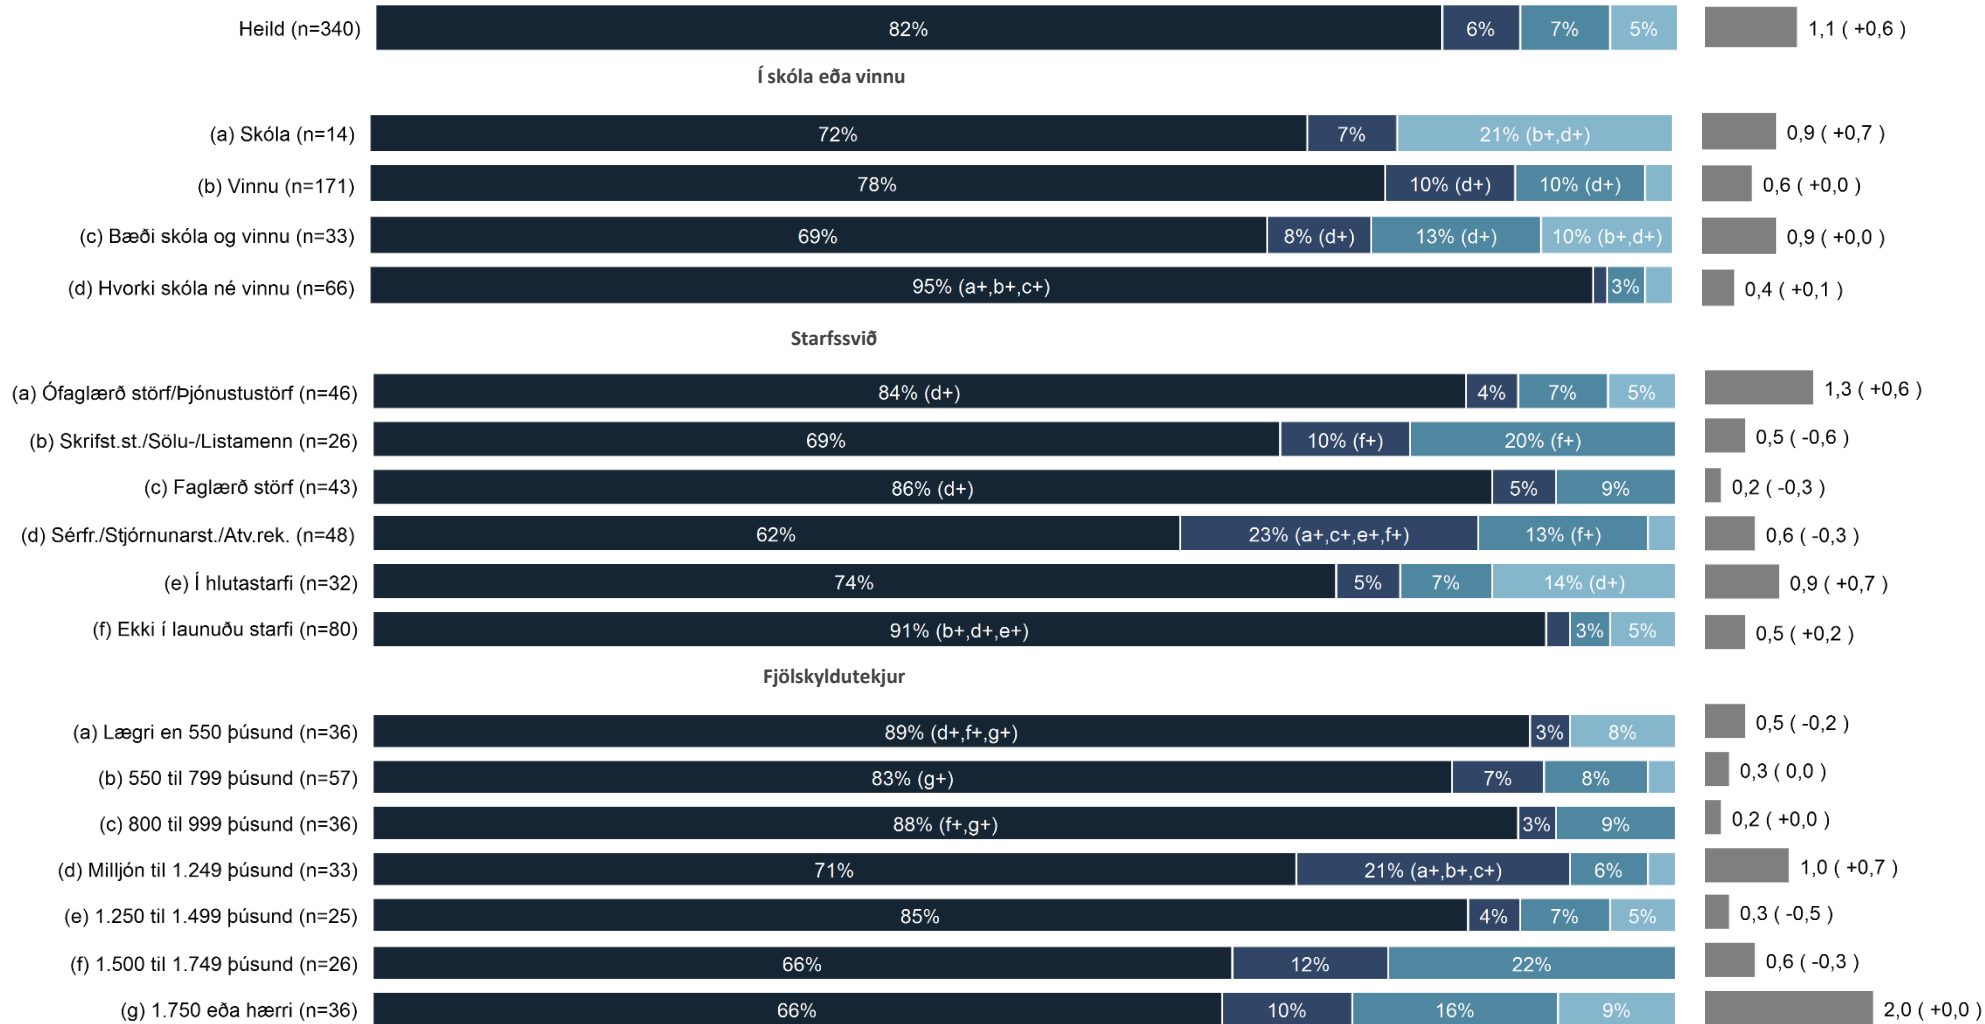 Heild (n=340) 82% 6% 7% 5% 1,1 ( +0,6 )
Í skóla eða vinnu
(a) Skóla (n=14) 72% 7% 21% (b+,d+) 0,9 ( +0,7 )
(b) Vinnu (n=171) 78% 10% (d+) 10% (d+) 0,6 ( +0,0 )
(c) Bæði skóla og vinnu (n=33) 69% 8% (d+) 13% (d+) 10% (b+,d+) 0,9 ( +0,0 )
(d) Hvorki skóla né vinnu (n=66) 95% (a+,b+,c+) 3% 0,4 ( +0,1 )
Starfssvið
(a) Ófaglærð störf/Þjónustustörf (n=46) 84% (d+) 4% 7% 5% 1,3 ( +0,6 )
(b) Skrifst.st./Sölu-/Listamenn (n=26) 69% 10% (f+) 20% (f+) 0,5 ( -0,6 )
(c) Faglærð störf (n=43) 86% (d+) 5% 9% 0,2 ( -0,3 )
(d) Sérfr./Stjórnunarst./Atv.rek. (n=48) 62% 23% (a+,c+,e+,f+) 13% (f+) 0,6 ( -0,3 )
(e) Í hlutastarfi (n=32) 74% 5% 7% 14% (d+) 0,9 ( +0,7 )
(f) Ekki í launuðu starfi (n=80) 91% (b+,d+,e+) 3% 5% 0,5 ( +0,2 )
Fjölskyldutekjur
(a) Lægri en 550 þúsund (n=36) 89% (d+,f+,g+) 3% 8% 0,5 ( -0,2 )
(b) 550 til 799 þúsund (n=57) 83% (g+) 7% 8% 0,3 ( 0,0 )
(c) 800 til 999 þúsund (n=36) 88% (f+,g+) 3% 9% 0,2 ( +0,0 )
(d) Milljón til 1.249 þúsund (n=33) 71% 21% (a+,b+,c+) 6% 1,0 ( +0,7 )
(e) 1.250 til 1.499 þúsund (n=25) 85% 4% 7% 5% 0,3 ( -0,5 )
(f) 1.500 til 1.749 þúsund (n=26) 66% 12% 22% 0,6 ( -0,3 )
(g) 1.750 eða hærri (n=36) 66% 10% 16% 9% 2,0 ( +0,0 )